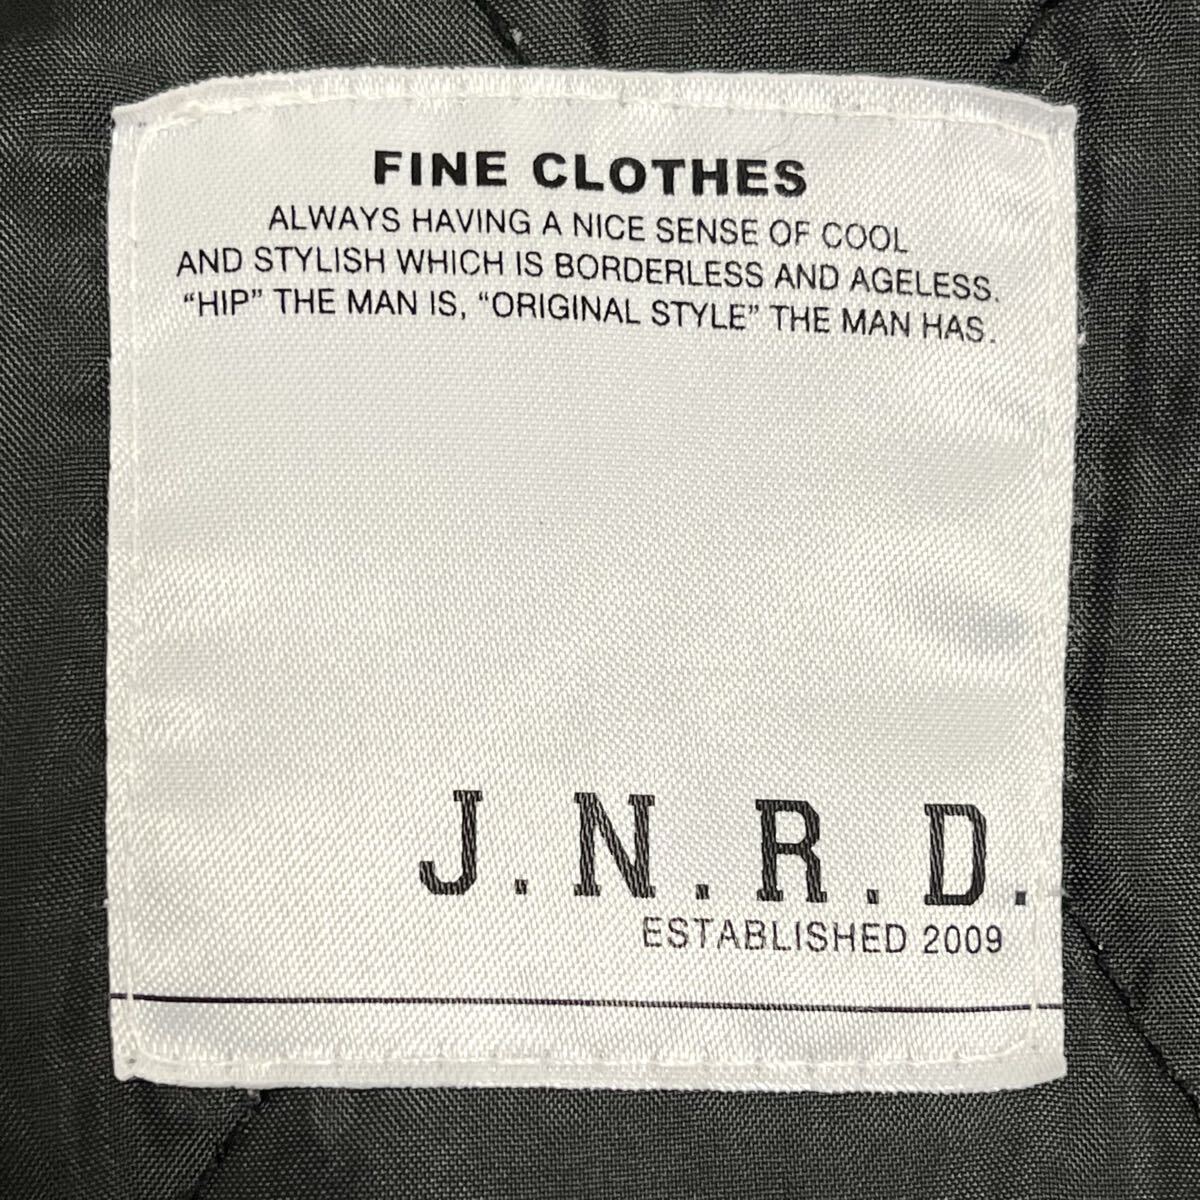 FINE CLOTHES
ALWAYS HAVING A NICE SENSE OF COOL
AND STYLISH WHICH IS BORDERLESS AND AGELESS.
“HIP” THE MAN IS, “ORIGINAL STYLE” THE MAN HAS.
J.N.R.D.
ESTABLISHED 2009